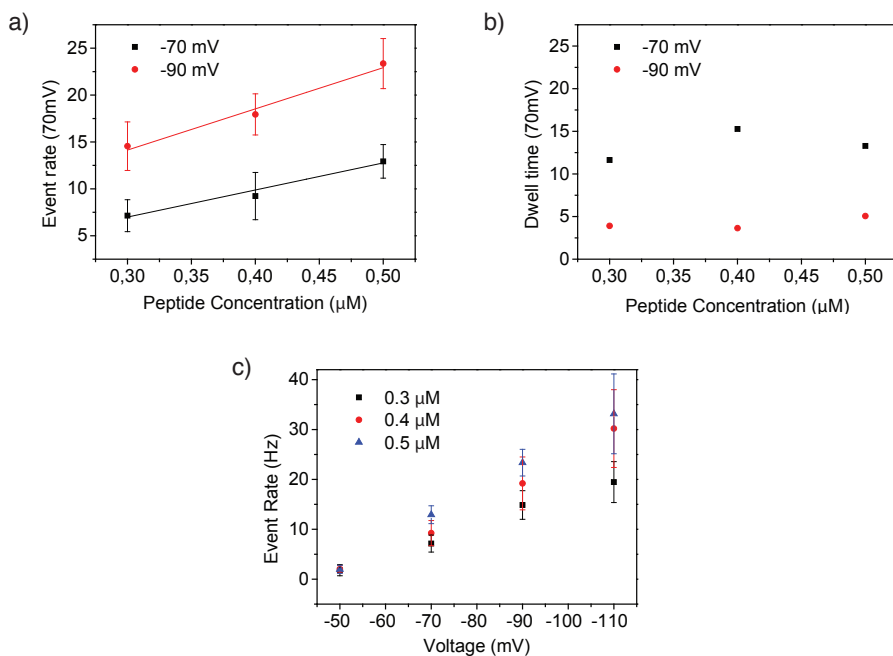 a)
-70 mV
-90 mV
Event rate (70mV)
25
20
15
10
5
0,30 0,35 0,40 0,45 0,50
Peptide Concentration (µM)
b)
-70 mV
-90 mV
Dwell time (70mV)
25
20
15
10
5
0
0,30 0,35 0,40 0,45 0,50
Peptide Concentration (µM)
c)
0.3 µM
0.4 µM
0.5 µM
Event Rate (Hz)
40
30
20
10
0
-50 -60 -70 -80 -90 -100 -110
Voltage (mV)